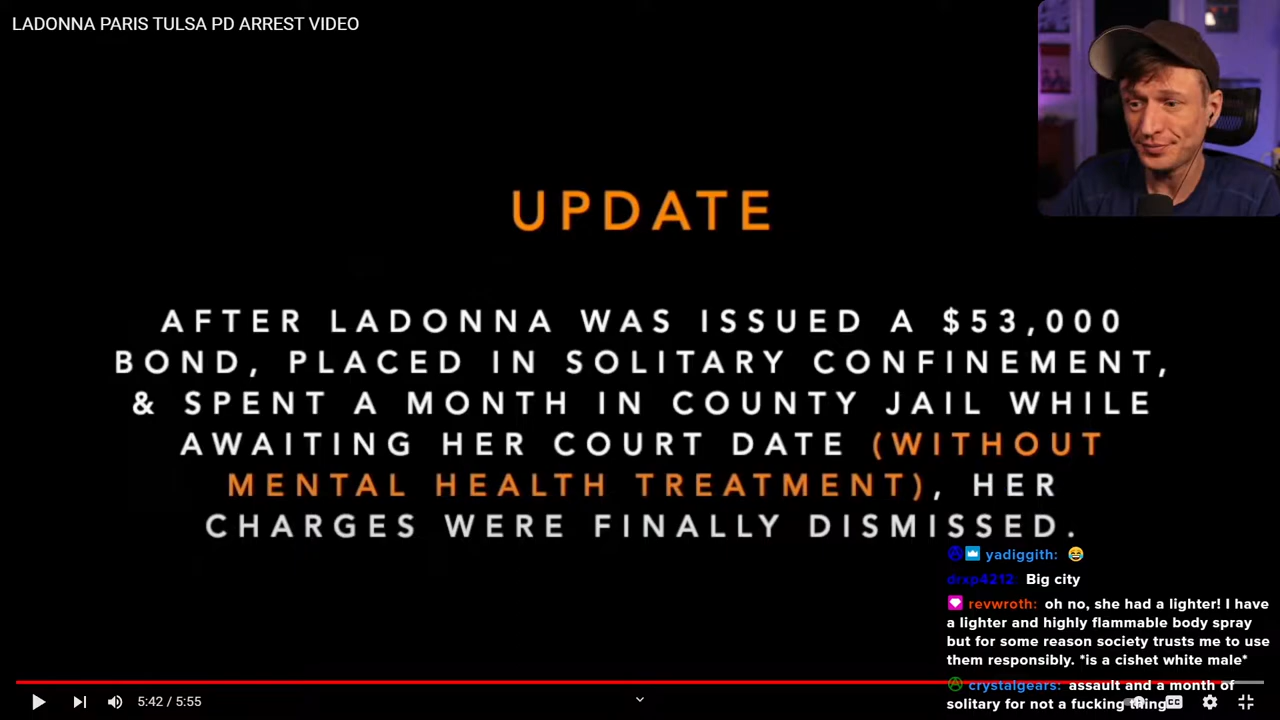 LADONNA PARIS TULSA PD ARREST VIDEO
UPDATE
AFTER LADONNA WAS ISSUED A $53,000
BOND, PLACED IN SOLITARY CONFINEMENT,
& SPENT A MONTH IN COUNTY JAIL WHILE
AWAITING HER COURT DATE (WITHOUT
MENTAL HEALTH TREATMENT), HER
CHARGES WERE FINALLY DISMISSED.
yadiggith: 😂
drxp4212: Big city
revwroth: oh no, she had a lighter! I have
a lighter and highly flammable body spray
but for some reason society trusts me to use
them responsibly. *is a cishet white male*
crystalgears: assault and a month of
solitary for not a fucking thing
5:42 / 5:55
CC